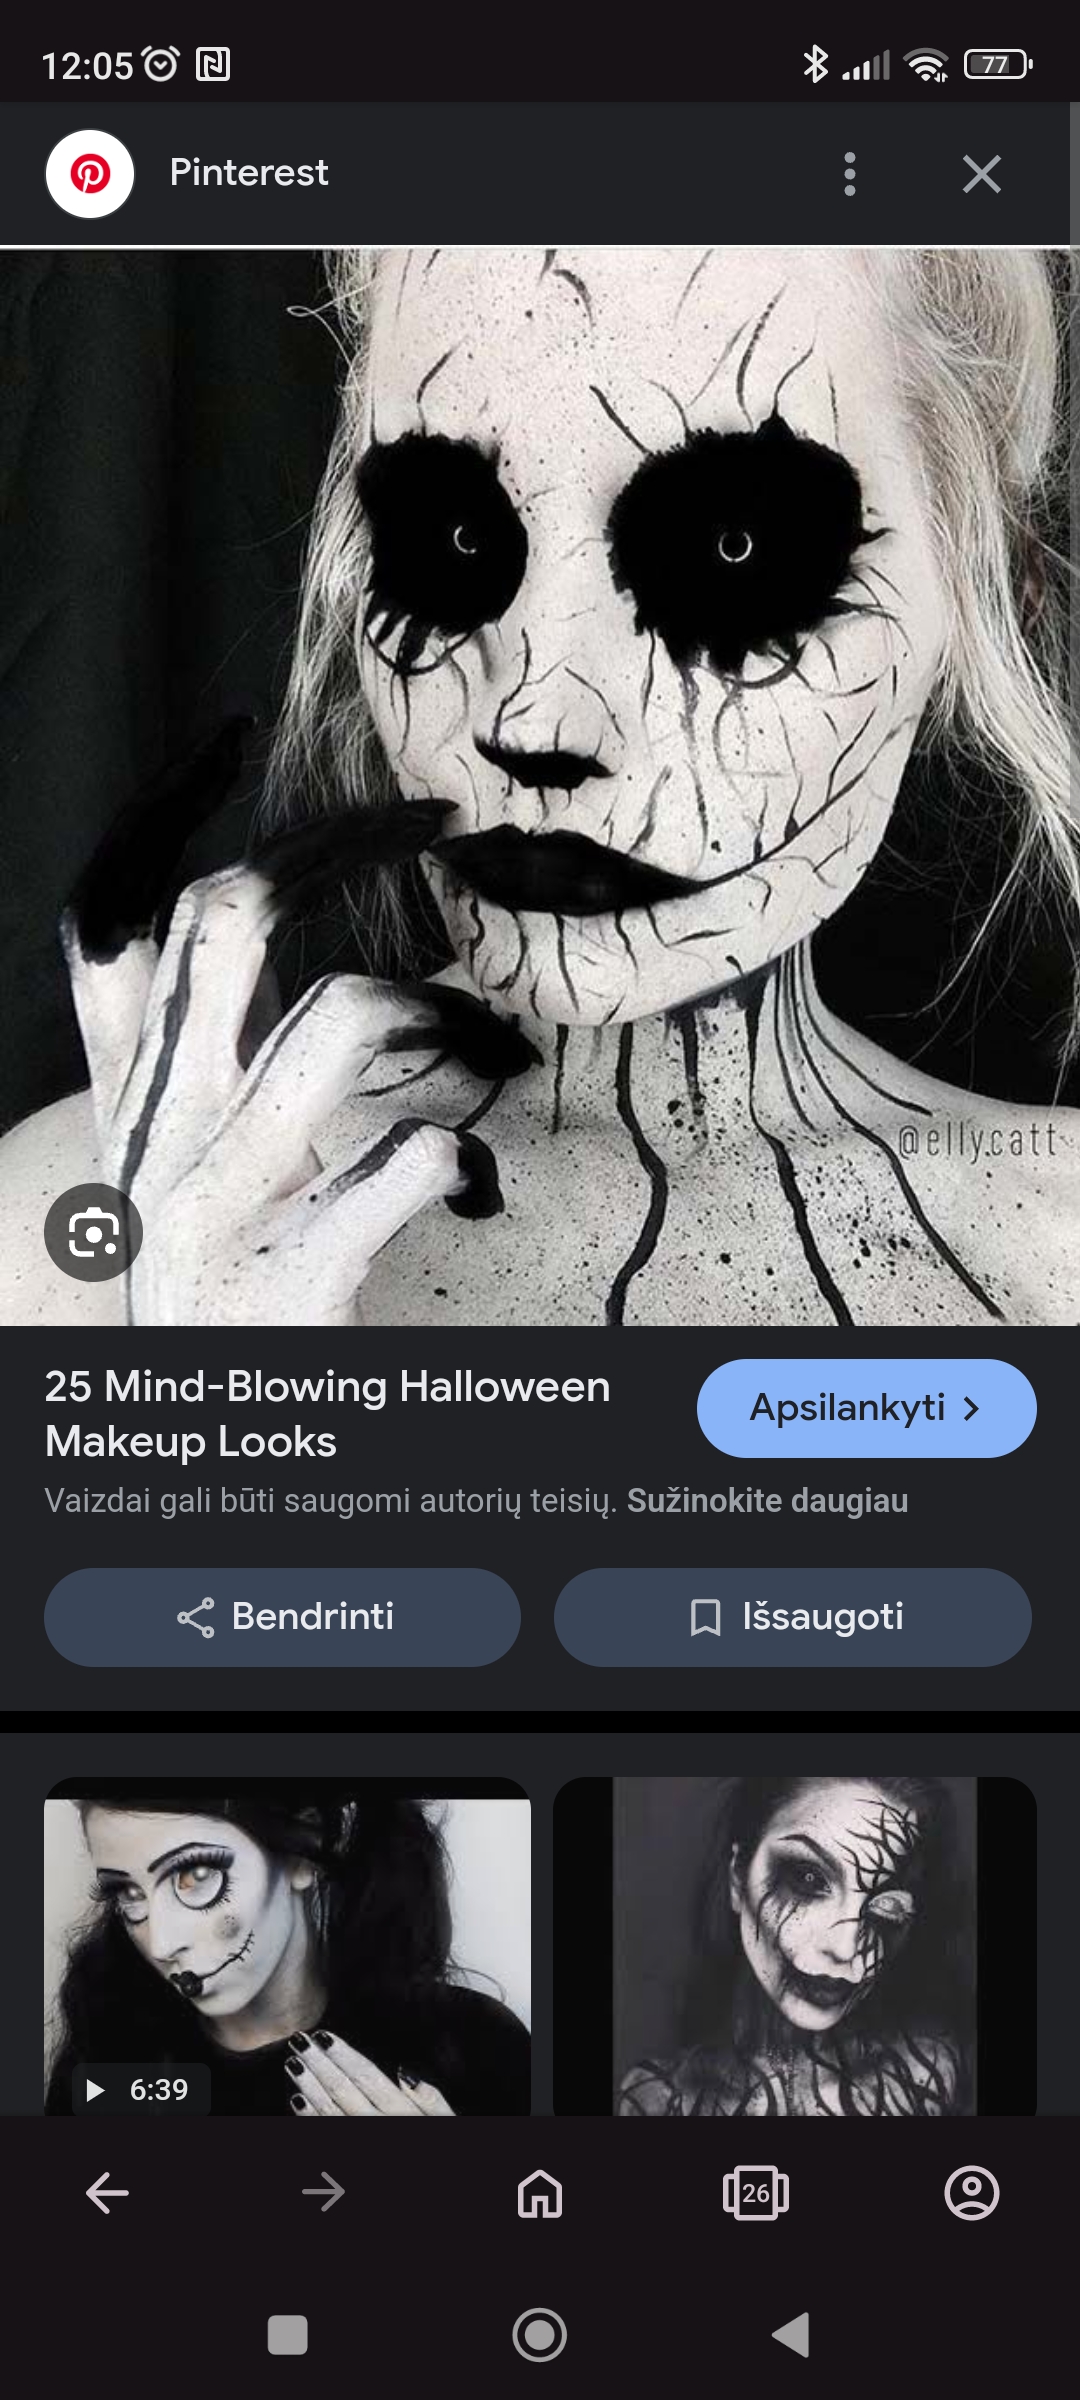 12:05
77
Pinterest
@ellycatt
25 Mind-Blowing Halloween
Makeup Looks
Apsilankyti
Vaizdai gali būti saugomi autorių teisių. Sužinokite daugiau
Bendrinti
Išsaugoti
6:39
26